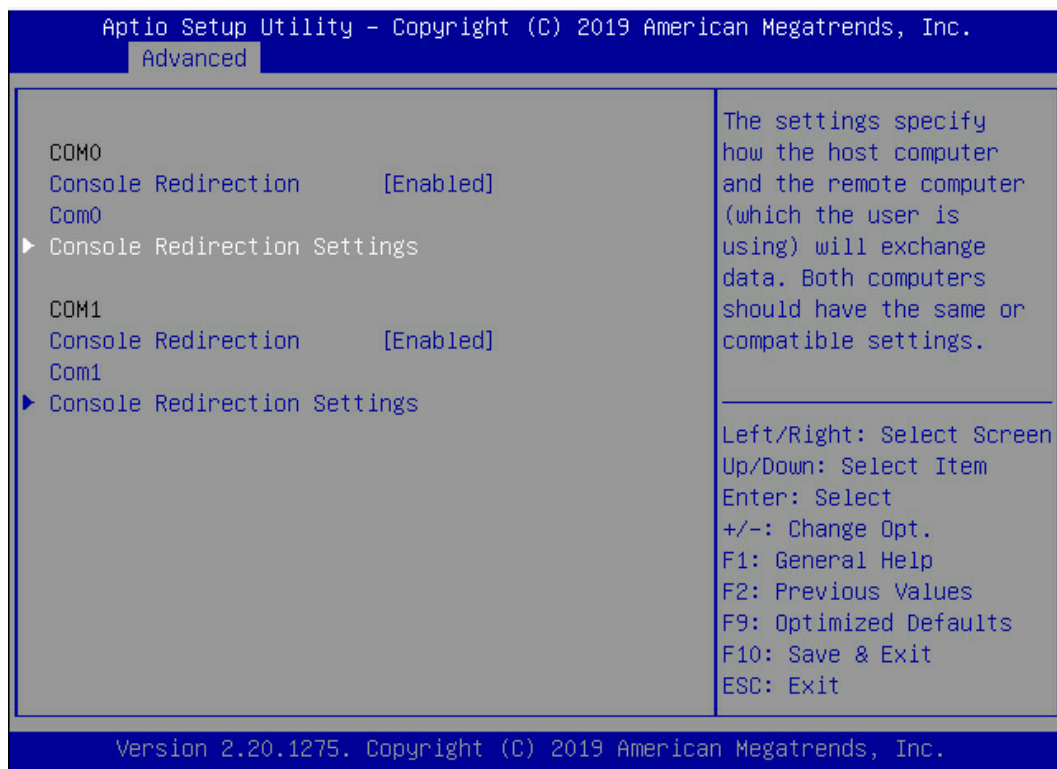 Aptio Setup Utility – Copyright (C) 2019 American Megatrends, Inc.
Advanced
COM0
Console Redirection [Enabled]
Com0
Console Redirection Settings
COM1
Console Redirection [Enabled]
Com1
Console Redirection Settings
The settings specify
how the host computer
and the remote computer
(which the user is
using) will exchange
data. Both computers
should have the same or
compatible settings.
Left/Right: Select Screen
Up/Down: Select Item
Enter: Select
+/-: Change Opt.
F1: General Help
F2: Previous Values
F9: Optimized Defaults
F10: Save & Exit
ESC: Exit
Version 2.20.1275. Copyright (C) 2019 American Megatrends, Inc.